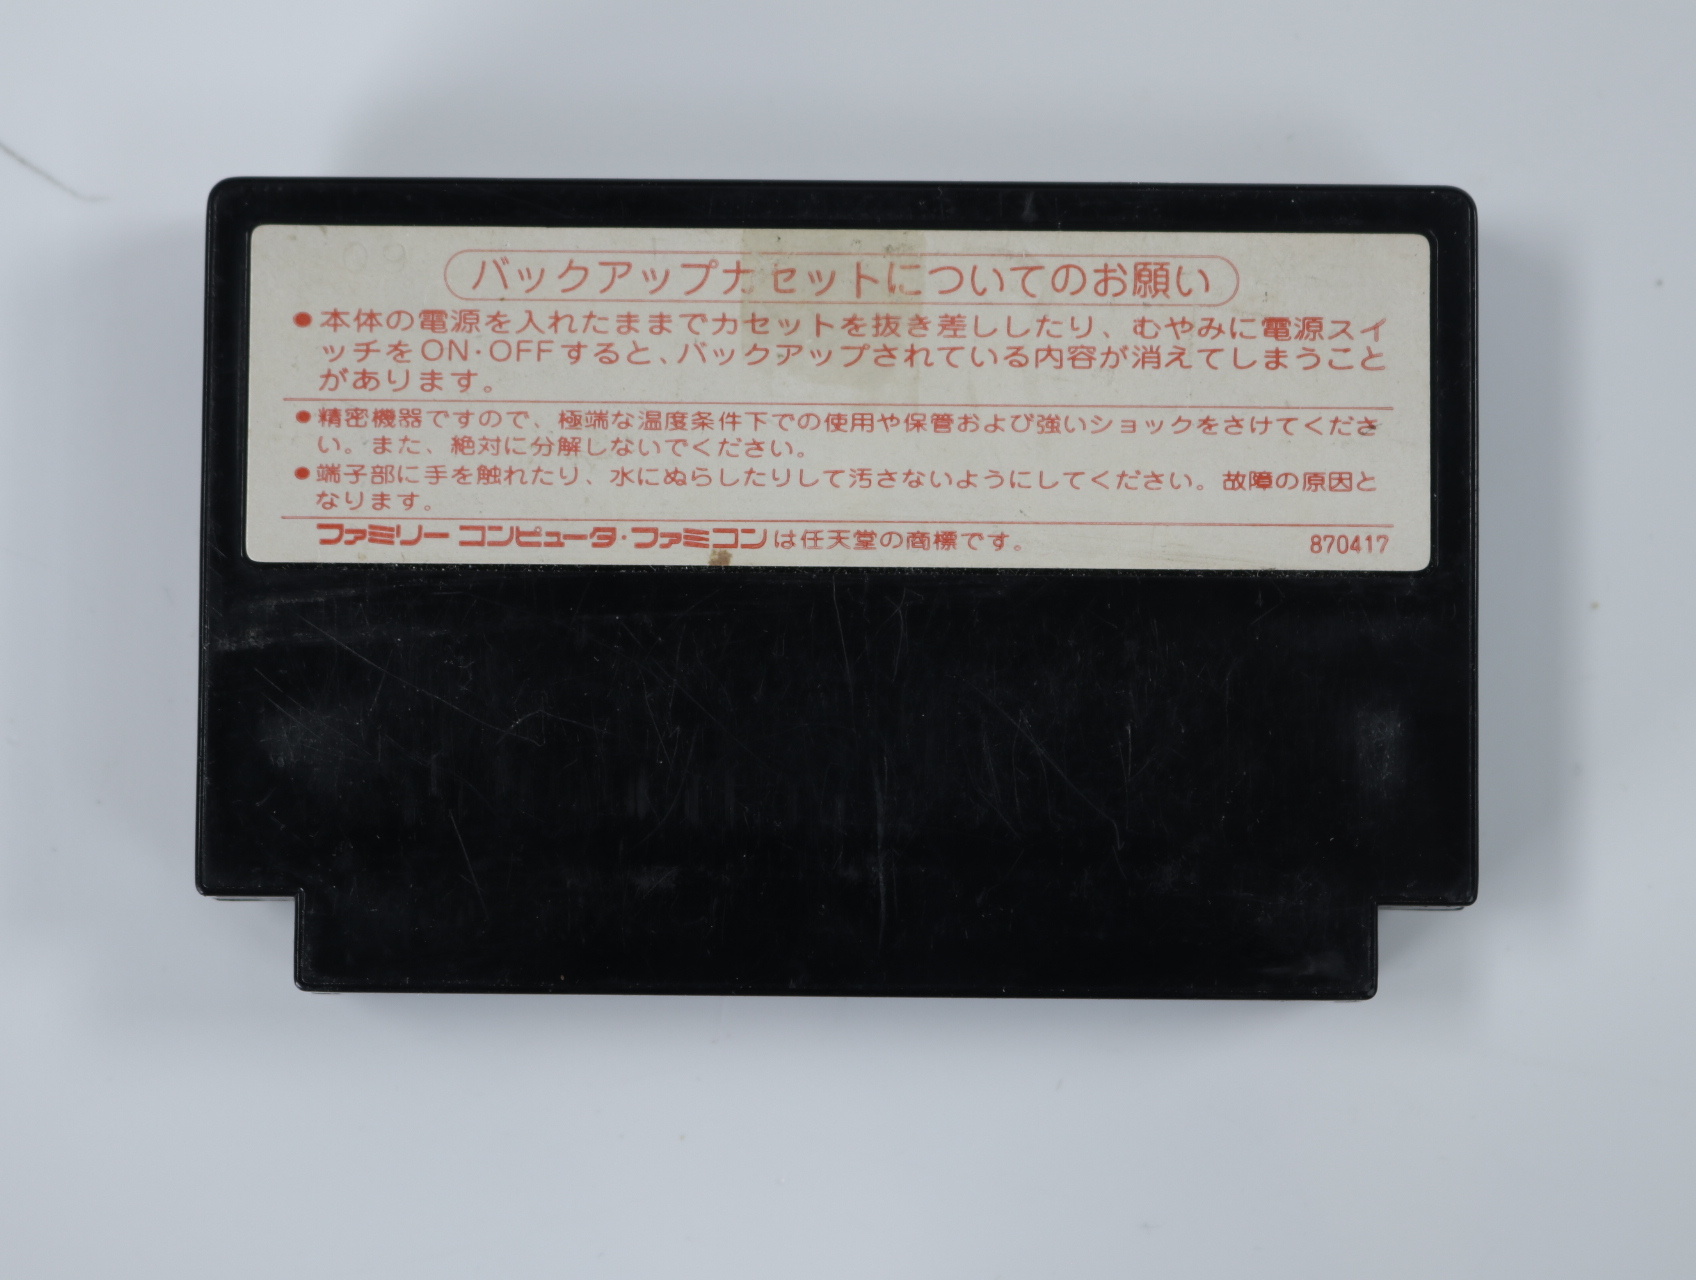 バックアップカセットについてのお願い
●本体の電源を入れたままでカセットを抜き差ししたり、むやみに電源スイ
ッチをON·OFFすると、バックアップされている内容が消えてしまうこと
があります。
●精密機器ですので、極端な温度条件下での使用や保管および強いショックをさけてくださ
い。また、絶対に分解しないでください。
●端子部に手を触れたり、水にぬらしたりして汚さないようにしてください。故障の原因と
なります。
ファミリーコンピュータ·ファミコンは任天堂の商標です。 870417